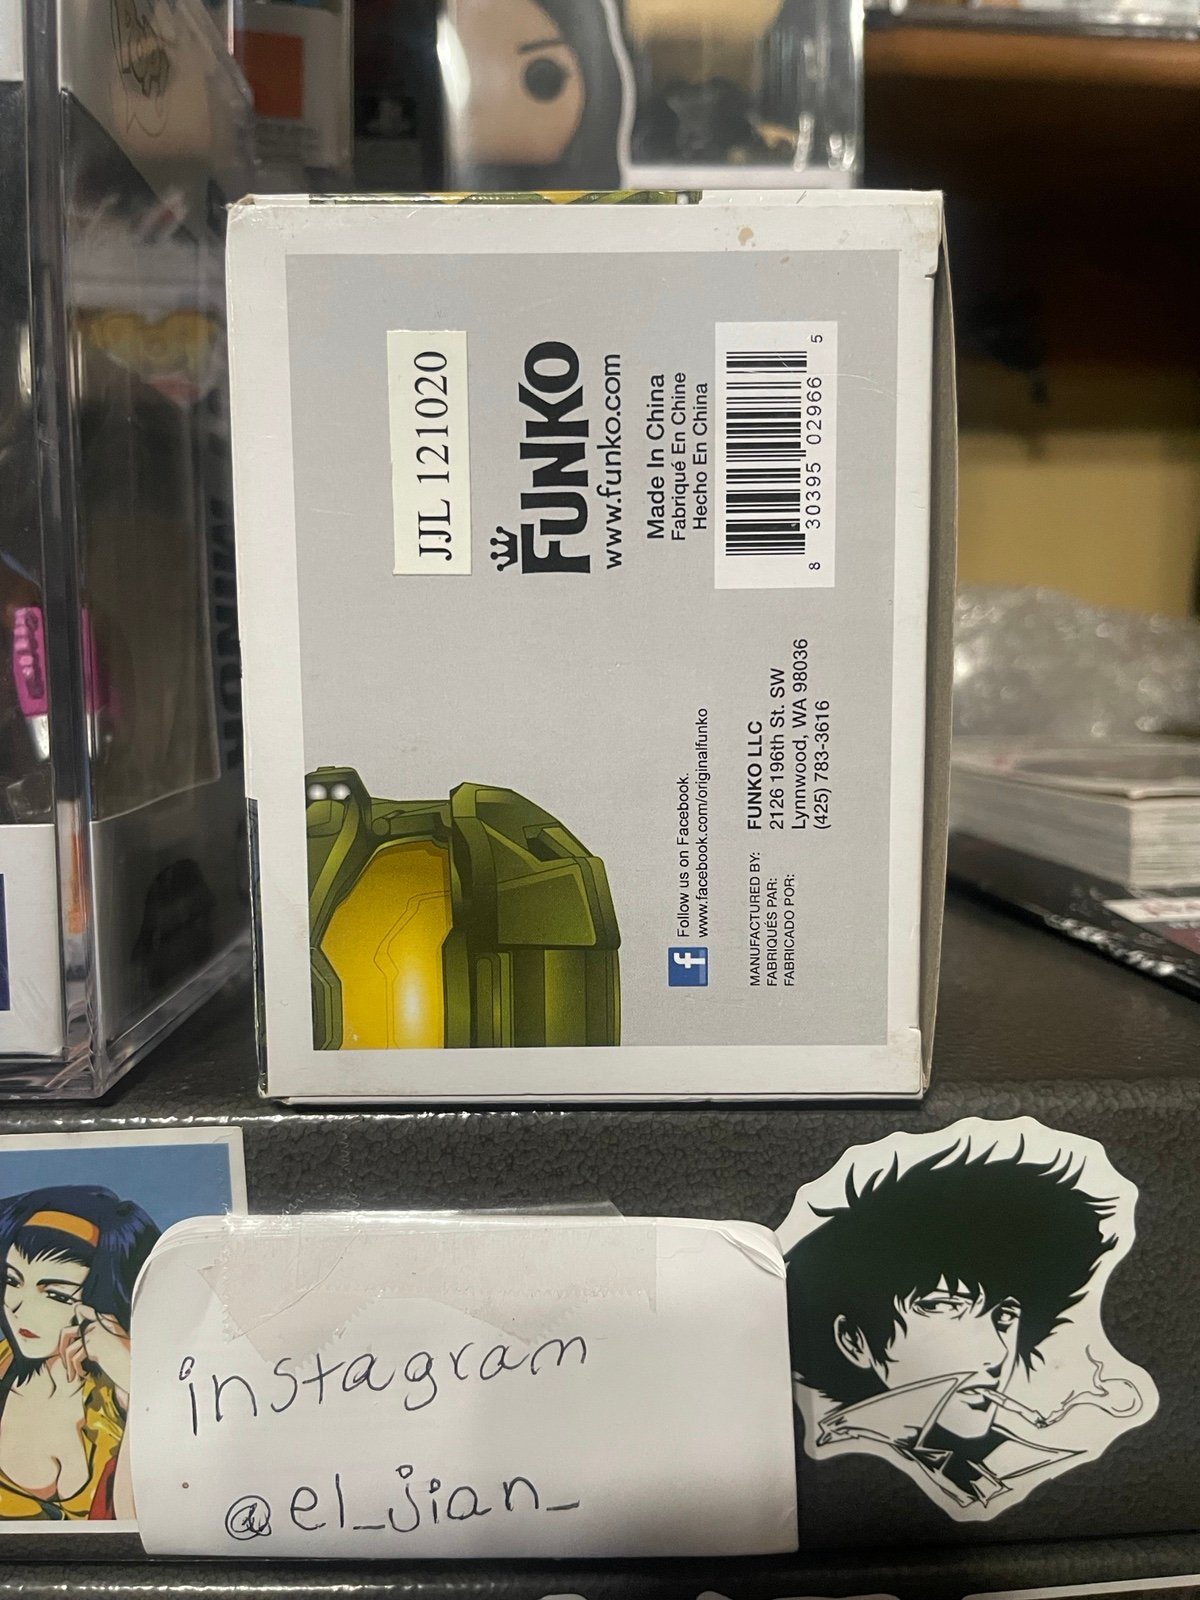 JJL 121020
FUNKO
www.funko.com
Made In China
Fabriqué En Chine
Hecho En China
8 30395 02966 5
f
Follow us on Facebook.
www.facebook.com/originalfunko
MANUFACTURED BY:
FABRIQUÉS PAR:
FABRICADO POR:
FUNKO LLC
2126 196th St. SW
Lynnwood, WA 98036
(425) 783-3616
instagram
@el_jian_